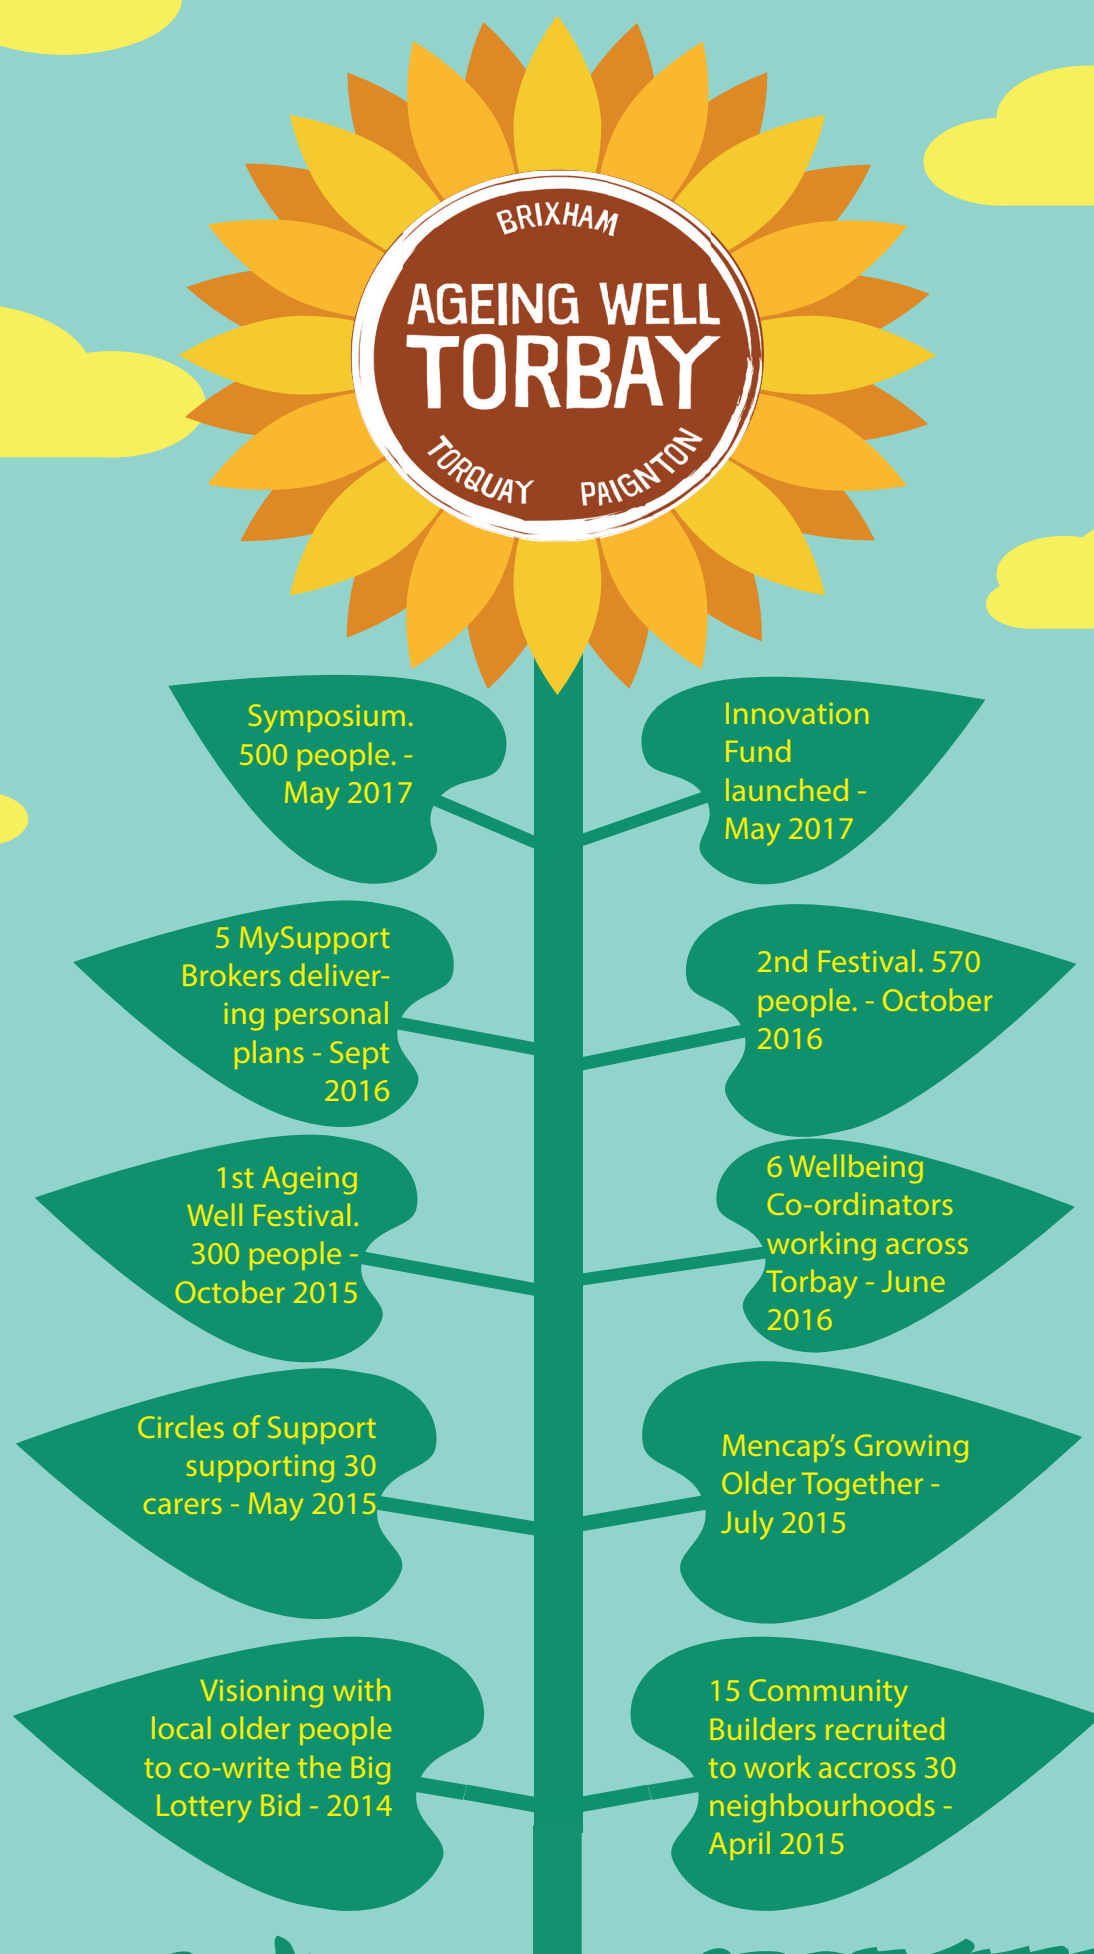 BRIXHAM
AGEING WELL
TORBAY
TORQUAY
PAIGNTON
Symposium.
500 people. -
May 2017
Innovation
Fund
launched -
May 2017
5 MySupport
Brokers deliver-
ing personal
plans - Sept
2016
2nd Festival. 570
people. - October
2016
1st Ageing
Well Festival.
300 people -
October 2015
6 Wellbeing
Co-ordinators
working across
Torbay - June
2016
Circles of Support
supporting 30
carers - May 2015
Mencap’s Growing
Older Together -
July 2015
Visioning with
local older people
to co-write the Big
Lottery Bid - 2014
15 Community
Builders recruited
to work accross 30
neighbourhoods -
April 2015